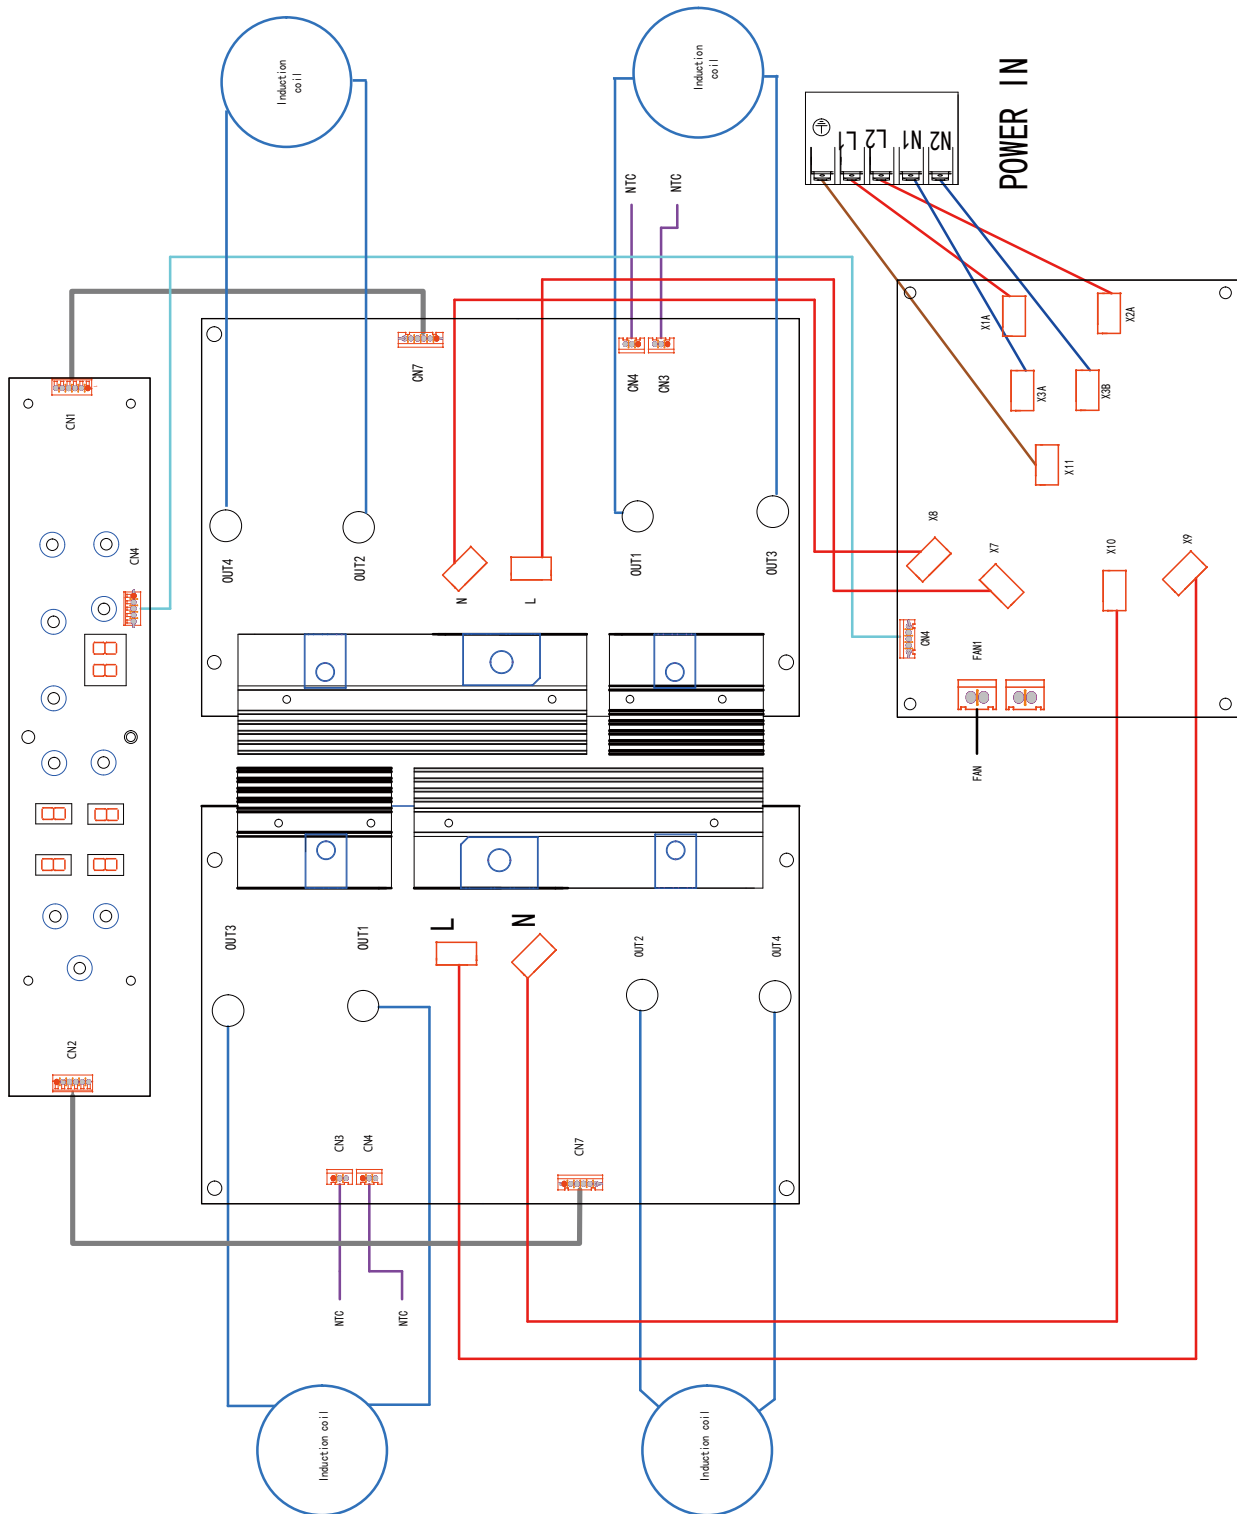 Induction
coil
Induction
coil
POWER IN
L1
L2
N1
N2
NTC
NTC
X1A
X2A
CN7
CN4
CN3
X3A
X3B
CN1
X11
X8
X7
X10
X9
CN4
OUT4
OUT2
OUT1
OUT3
N
L
CN4
FAN1
FAN
OUT3
OUT1
L
N
OUT2
OUT4
CN2
CN3
CN4
CN7
NTC
NTC
Induction coil
Induction coil